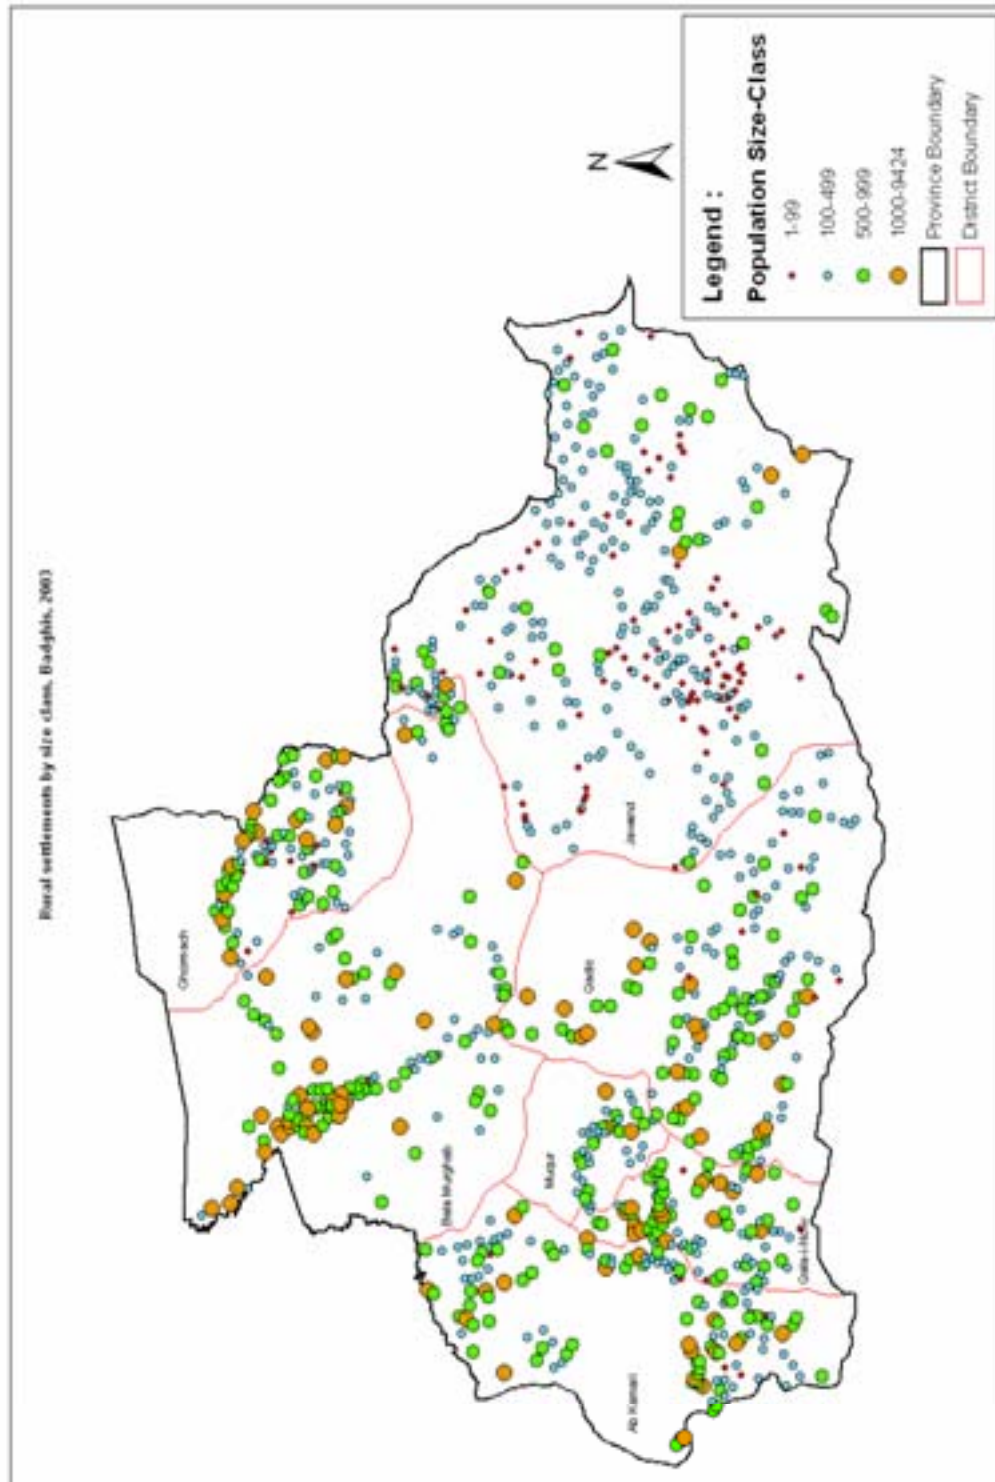 Rural settlements by size class, Badghis, 2003
N
Legend :
Population Size-Class
1-99
100-499
500-999
1000-9424
Province Boundary
District Boundary
Ghormach
Bala Murghab
Jawand
Qadis
Muqur
Ab Kamari